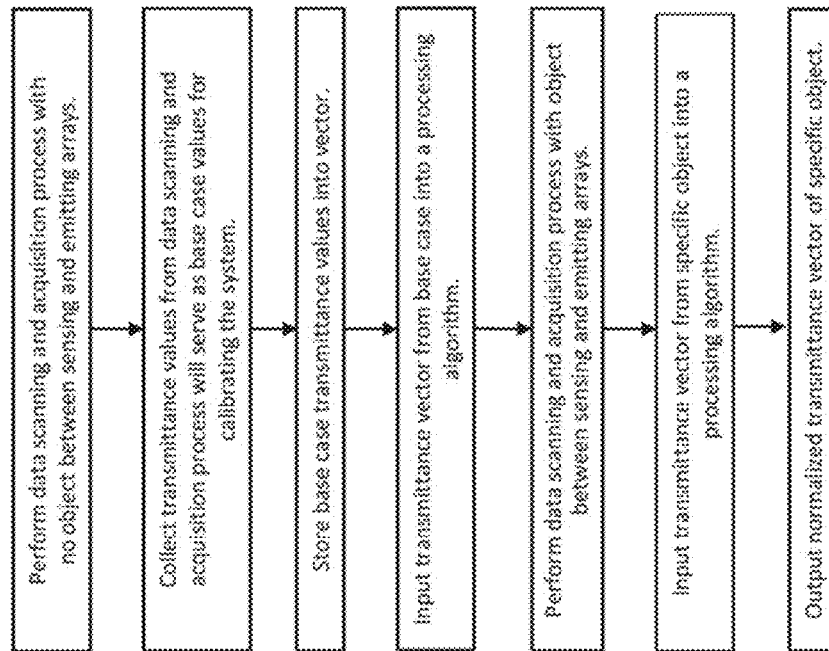 Perform data scanning and acquisition process with
no object between sensing and emitting arrays.
Collect transmittance values from data scanning and
acquisition process will serve as base case values for
calibrating the system.
Store base case transmittance values into vector.
Input transmittance vector from base case into a processing
algorithm.
Perform data scanning and acquisition process with object
between sensing and emitting arrays.
Input transmittance vector from specific object into a
processing algorithm.
Output normalized transmittance vector of specific object.